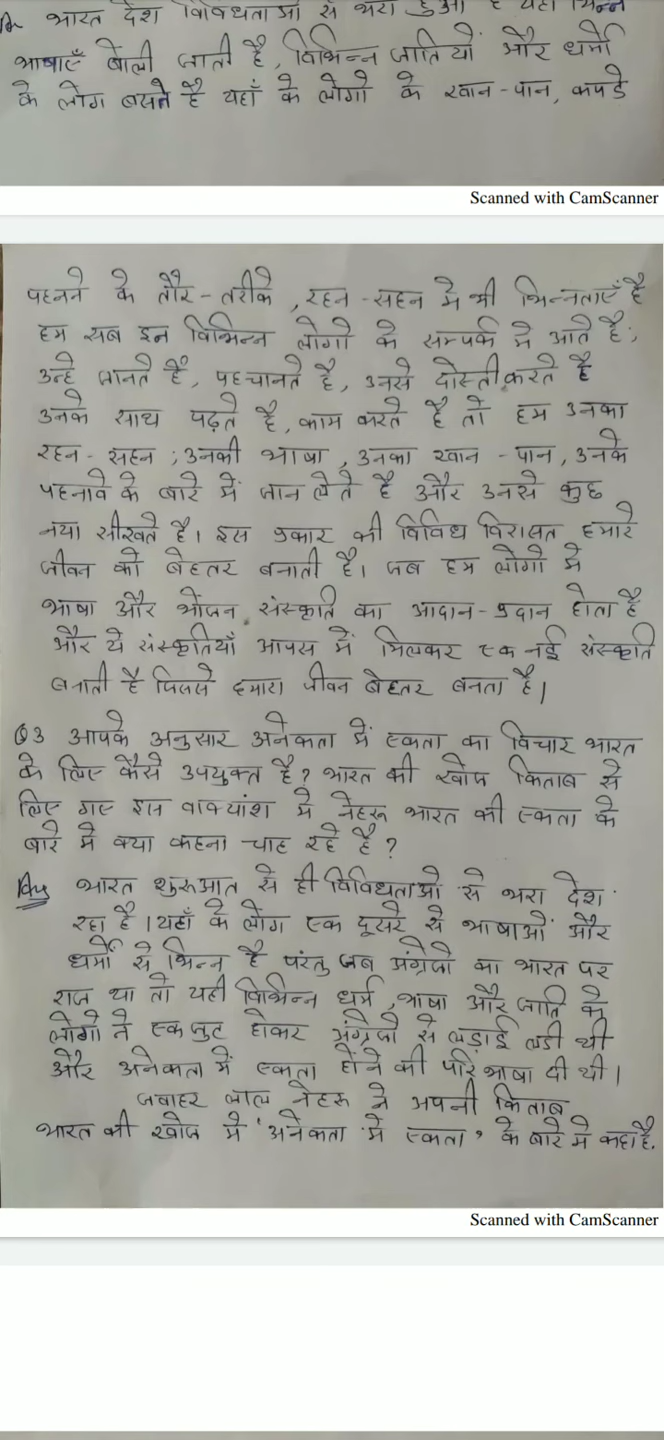 भारत देश विविधताओं से भरा हुआ है यहाँ भिन्न
भाषाएँ बोली जाती है, विभिन्न जातियों और धर्मो
के लोग बसते है यहाँ के लोगो के खान-पान, कपडे
Scanned with CamScanner
पहनने के तौर-तरीके, रहन-सहन मे भी भिन्नताएँ है
हम सब इन विभिन्न लोगो के सम्पर्क मे आते है;
उन्हे जानते हैं, पहचानते है, उनसे दोस्ती करते है
उनके साथ पढ़ते है, काम करते है तो हम उनका
रहन-सहन; उनकी भाषा, उनका खान-पान, उनके
पहनावे के बारे में जान लेते है और उनसे कुछ
नया सीखते है। इस प्रकार की विविध विरासत हमारे
जीवन को बेहतर बनाती है। जब हम लोगो मे
भाषा और भोजन, संस्कृति का आदान-प्रदान होता है
और ये संस्कृतियाँ आपस में मिलकर एक नई संस्कृति
बनाती है जिससे हमारा जीवन बेहतर बनता है।
Q3 आपके अनुसार अनेकता में एकता का विचार भारत
के लिए कैसे उपयुक्त है? भारत की खोज किताब से
लिए गए इस वाक्यांश मे नेहरू भारत की एकता के
बारे मे क्या कहना चाह रहे है?
Ans भारत शुरूआत से ही विविधताओ से भरा देश
रहा है। यहाँ के लोग एक दूसरे से भाषाओं और
धर्मो से भिन्न है परंतु जब अंग्रेजो का भारत पर
राज था तो यही विभिन्न धर्म, भाषा और जाति के
लोगो ने एक जुट होकर अंग्रेजो से लड़ाई लडी थी
और अनेकता में एकता होने की परिभाषा दी थी।
जवाहर लाल नेहरू ने अपनी किताब
भारत की खोज मे 'अनेकता मे एकता' के बारे मे कहा है.
Scanned with CamScanner